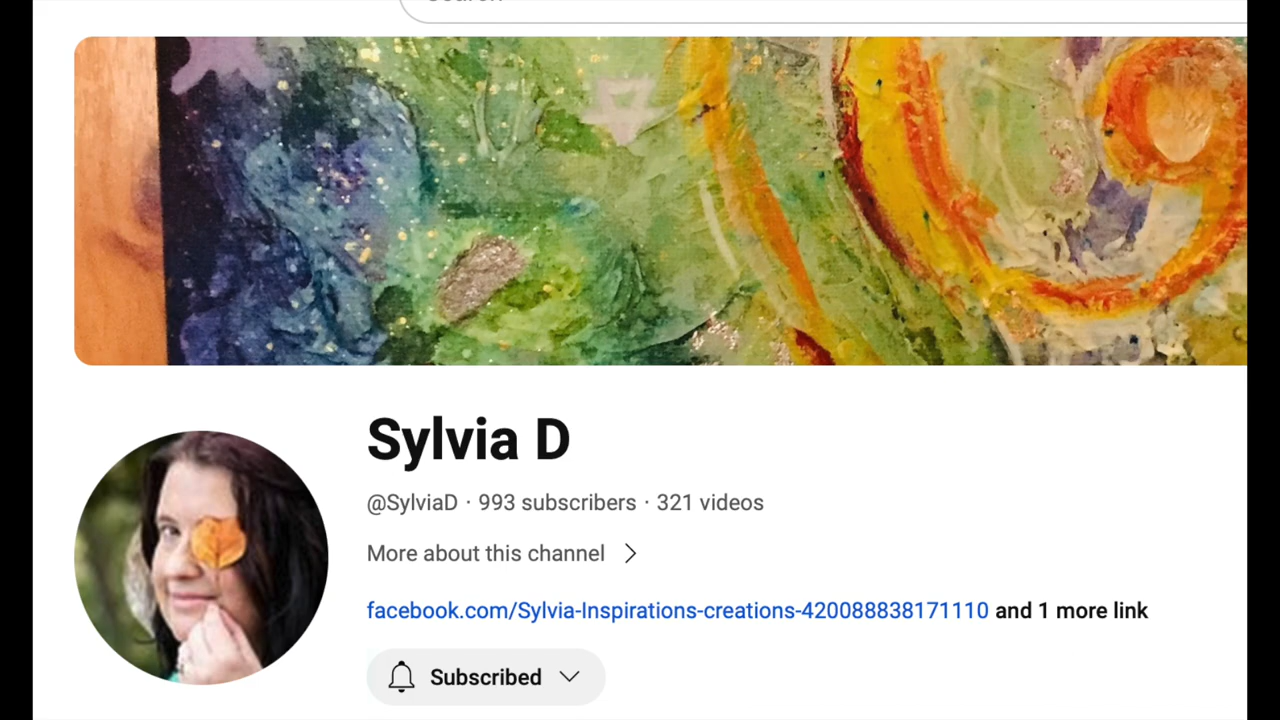 Sylvia D
@SylviaD · 993 subscribers · 321 videos
More about this channel
facebook.com/Sylvia-Inspirations-creations-420088838171110 and 1 more link
Subscribed